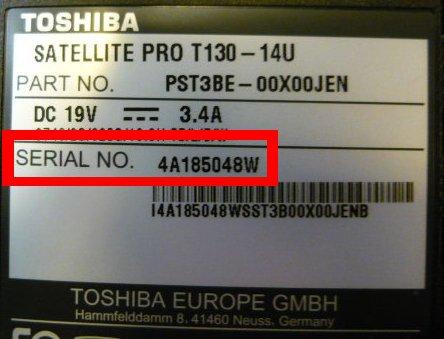 TOSHIBA
SATELLITE PRO T130-14U
PART NO. PST3BE-00X00JEN
DC 19V 3.4A
SERIAL NO. 4A185048W
I4A185048WSST3B00X00JENB
TOSHIBA EUROPE GMBH
Hammfelddamm 8. 41460 Neuss. Germany